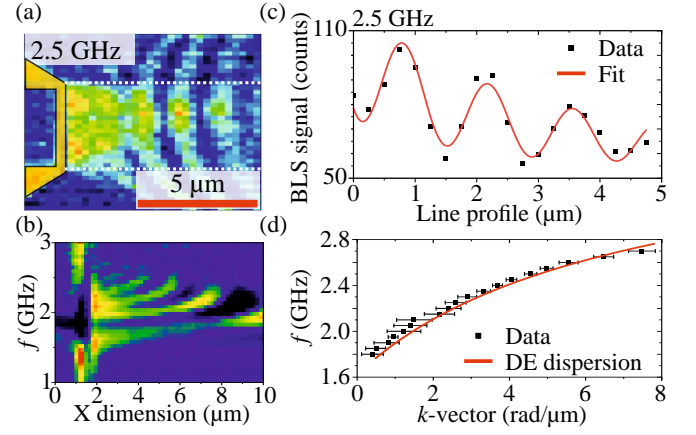 (a)
2.5 GHz
5 µm
(b)
f (GHz)
3
2
1
0 2 4 6 8 10
X dimension (µm)
(c)
2.5 GHz
BLS signal (counts)
110
50
Data
Fit
0 1 2 3 4 5
Line profile (µm)
(d)
f (GHz)
2.8
2.4
2.0
1.6
Data
DE dispersion
0 2 4 6 8
k-vector (rad/µm)